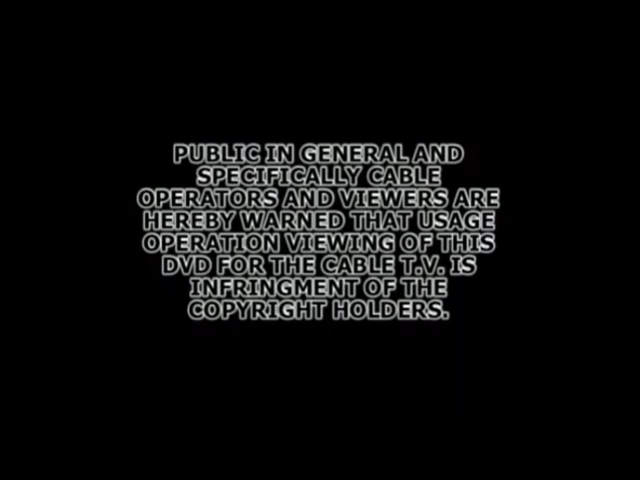 PUBLIC IN GENERAL AND
SPECIFICALLY CABLE
OPERATORS AND VIEWERS ARE
HEREBY WARNED THAT USAGE
OPERATION VIEWING OF THIS
DVD FOR THE CABLE T.V. IS
INFRINGMENT OF THE
COPYRIGHT HOLDERS.